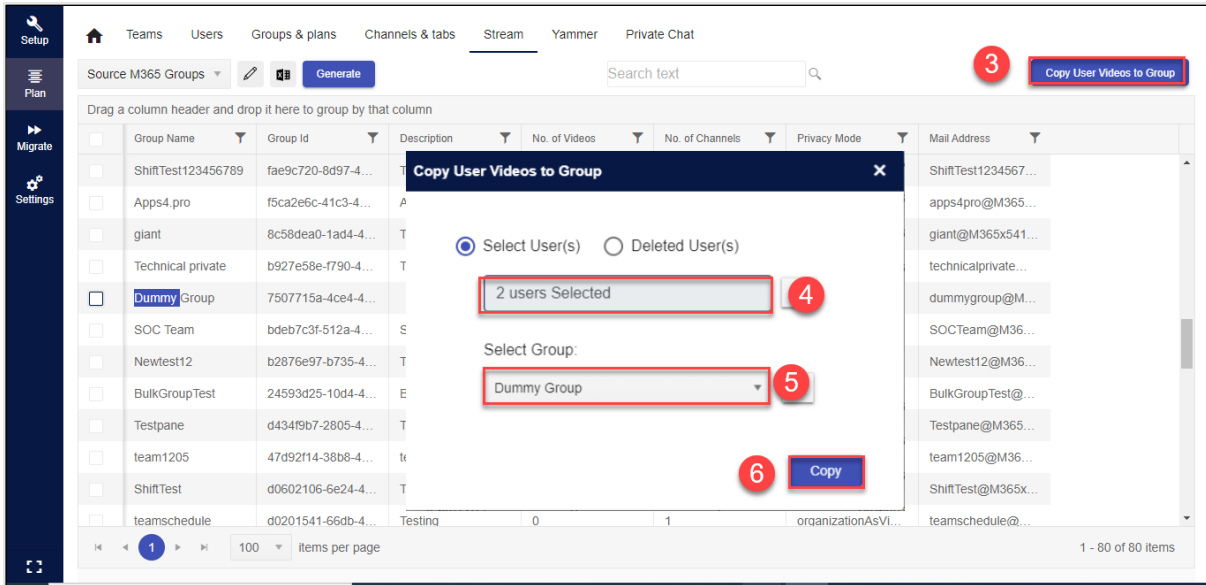 Setup
Plan
Migrate
Settings
Teams Users Groups & plans Channels & tabs Stream Yammer Private Chat
Source M365 Groups Generate Search text 3 Copy User Videos to Group
Drag a column header and drop it here to group by that column
Group Name Group Id Description No. of Videos No. of Channels Privacy Mode Mail Address
ShiftTest123456789 fae9c720-8d97-4... T ShiftTest1234567...
Apps4.pro f5ca2e6c-41c3-4... A apps4pro@M365...
giant 8c58dea0-1ad4-4... T giant@M365x541...
Technical private b927e58e-f790-4... T technicalprivate...
Dummy Group 7507715a-4ce4-4... dummygroup@M...
SOC Team bdeb7c3f-512a-4... S SOCTeam@M36...
Newtest12 b2876e97-b735-4... T Newtest12@M36...
BulkGroupTest 24593d25-10d4-4... E BulkGroupTest@...
Testpane d434f9b7-2805-4... T Testpane@M365...
team1205 47d92f14-38b8-4... te team1205@M36...
ShiftTest d0602106-6e24-4... T ShiftTest@M365x...
teamschedule d0201541-66db-4... Testing 0 1 organizationAsVi... teamschedule@...
Copy User Videos to Group
Select User(s) Deleted User(s)
2 users Selected 4
Select Group:
Dummy Group 5
6 Copy
1 100 items per page 1 - 80 of 80 items